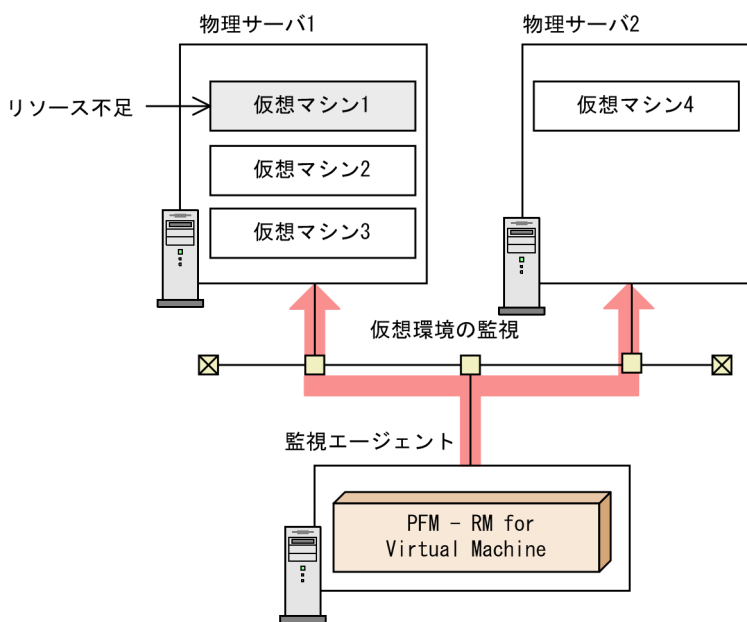 物理サーバ1
物理サーバ2
リソース不足
仮想マシン1
仮想マシン2
仮想マシン3
仮想マシン4
仮想環境の監視
監視エージェント
PFM - RM for
Virtual Machine